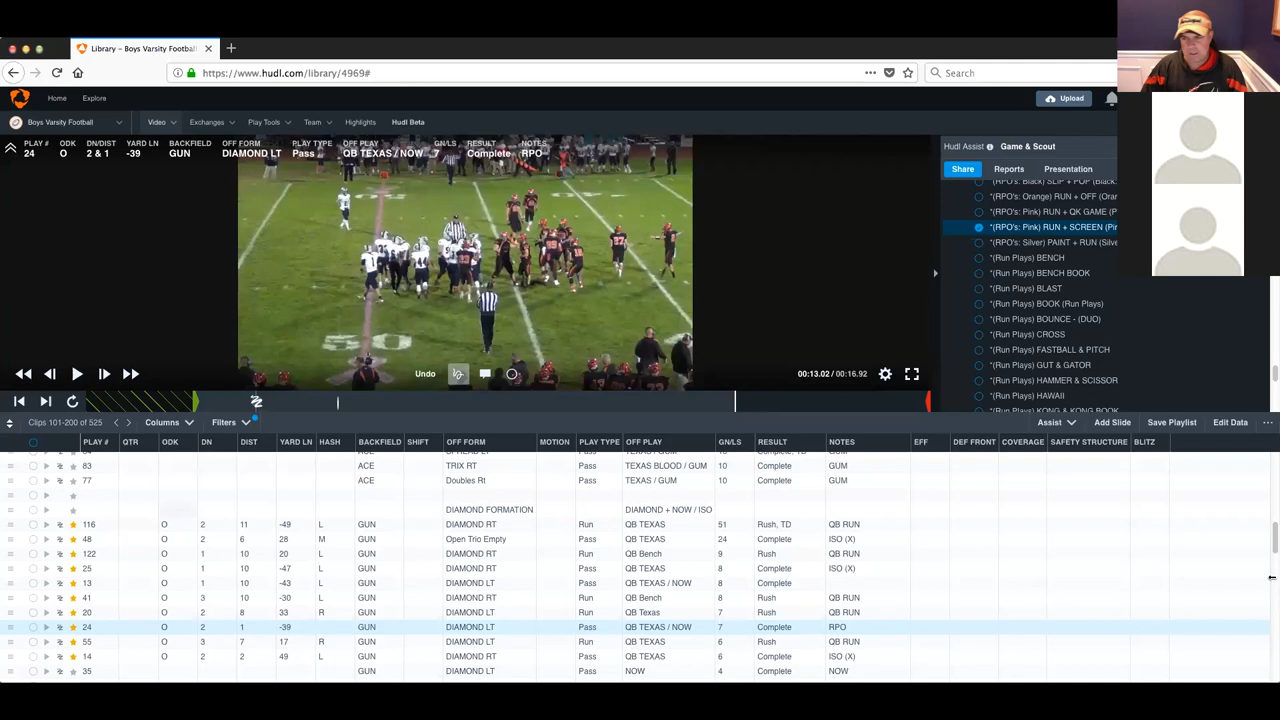 Library – Boys Varsity Football
https://www.hudl.com/library/4969#
Search
Home Explore
Upload
Boys Varsity Football Video Exchanges Play Tools Team Highlights Hudl Beta
PLAY # ODK DN/DIST YARD LN BACKFIELD OFF FORM PLAY TYPE OFF PLAY GN/LS RESULT NOTES
24 O 2 & 1 -39 GUN DIAMOND LT Pass QB TEXAS / NOW 7 Complete RPO
Hudl Assist Game & Scout
Share Reports Presentation
*(RPO's: Black) SLIP + POP (Black:
*(RPO's: Orange) RUN + OFF (Oran
*(RPO's: Pink) RUN + QK GAME (P
*(RPO's: Pink) RUN + SCREEN (Pin
*(RPO's: Silver) PAINT + RUN (Silve
*(Run Plays) BENCH
*(Run Plays) BENCH BOOK
*(Run Plays) BLAST
*(Run Plays) BOOK (Run Plays)
*(Run Plays) BOUNCE - (DUO)
*(Run Plays) CROSS
*(Run Plays) FASTBALL & PITCH
*(Run Plays) GUT & GATOR
*(Run Plays) HAMMER & SCISSOR
*(Run Plays) HAWAII
*(Run Plays) KONG & KONG BOOK
50
Undo
00:13.02 / 00:16.92
Clips 101-200 of 525 Columns Filters Assist Add Slide Save Playlist Edit Data
PLAY # QTR ODK DN DIST YARD LN HASH BACKFIELD SHIFT OFF FORM MOTION PLAY TYPE OFF PLAY GN/LS RESULT NOTES EFF DEF FRONT COVERAGE SAFETY STRUCTURE BLITZ
83 ACE TRIX RT Pass TEXAS BLOOD / GUM 10 Complete GUM
77 ACE Doubles Rt Pass TEXAS / GUM 10 Complete GUM
DIAMOND FORMATION DIAMOND + NOW / ISO
116 O 2 11 -49 L GUN DIAMOND RT Run QB TEXAS 51 Rush, TD QB RUN
48 O 2 6 28 M GUN Open Trio Empty Pass QB TEXAS 24 Complete ISO (X)
122 O 1 10 20 L GUN DIAMOND RT Run QB Bench 9 Rush QB RUN
25 O 1 10 -47 L GUN DIAMOND RT Pass QB TEXAS 8 Complete ISO (X)
13 O 1 10 -43 L GUN DIAMOND LT Pass QB TEXAS / NOW 8 Complete
41 O 3 10 -30 L GUN DIAMOND LT Run QB Bench 8 Rush QB RUN
20 O 2 8 33 R GUN DIAMOND LT Run QB Texas 7 Rush QB RUN
24 O 2 1 -39 GUN DIAMOND LT Pass QB TEXAS / NOW 7 Complete RPO
55 O 3 7 17 R GUN DIAMOND LT Run QB TEXAS 6 Rush QB RUN
14 O 2 2 49 L GUN DIAMOND RT Pass QB TEXAS 6 Complete ISO (X)
35 GUN DIAMOND LT Pass NOW 4 Complete NOW